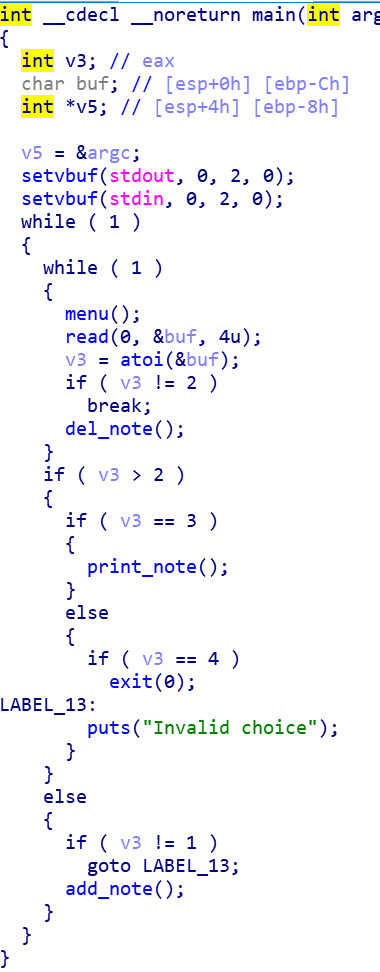 int __cdecl __noreturn main(int arg
{
  int v3; // eax
  char buf; // [esp+0h] [ebp-Ch]
  int *v5; // [esp+4h] [ebp-8h]

  v5 = &argc;
  setvbuf(stdout, 0, 2, 0);
  setvbuf(stdin, 0, 2, 0);
  while ( 1 )
  {
    while ( 1 )
    {
      menu();
      read(0, &buf, 4u);
      v3 = atoi(&buf);
      if ( v3 != 2 )
        break;
      del_note();
    }
    if ( v3 > 2 )
    {
      if ( v3 == 3 )
      {
        print_note();
      }
      else
      {
        if ( v3 == 4 )
          exit(0);
LABEL_13:
        puts("Invalid choice");
      }
    }
    else
    {
      if ( v3 != 1 )
        goto LABEL_13;
      add_note();
    }
  }
}